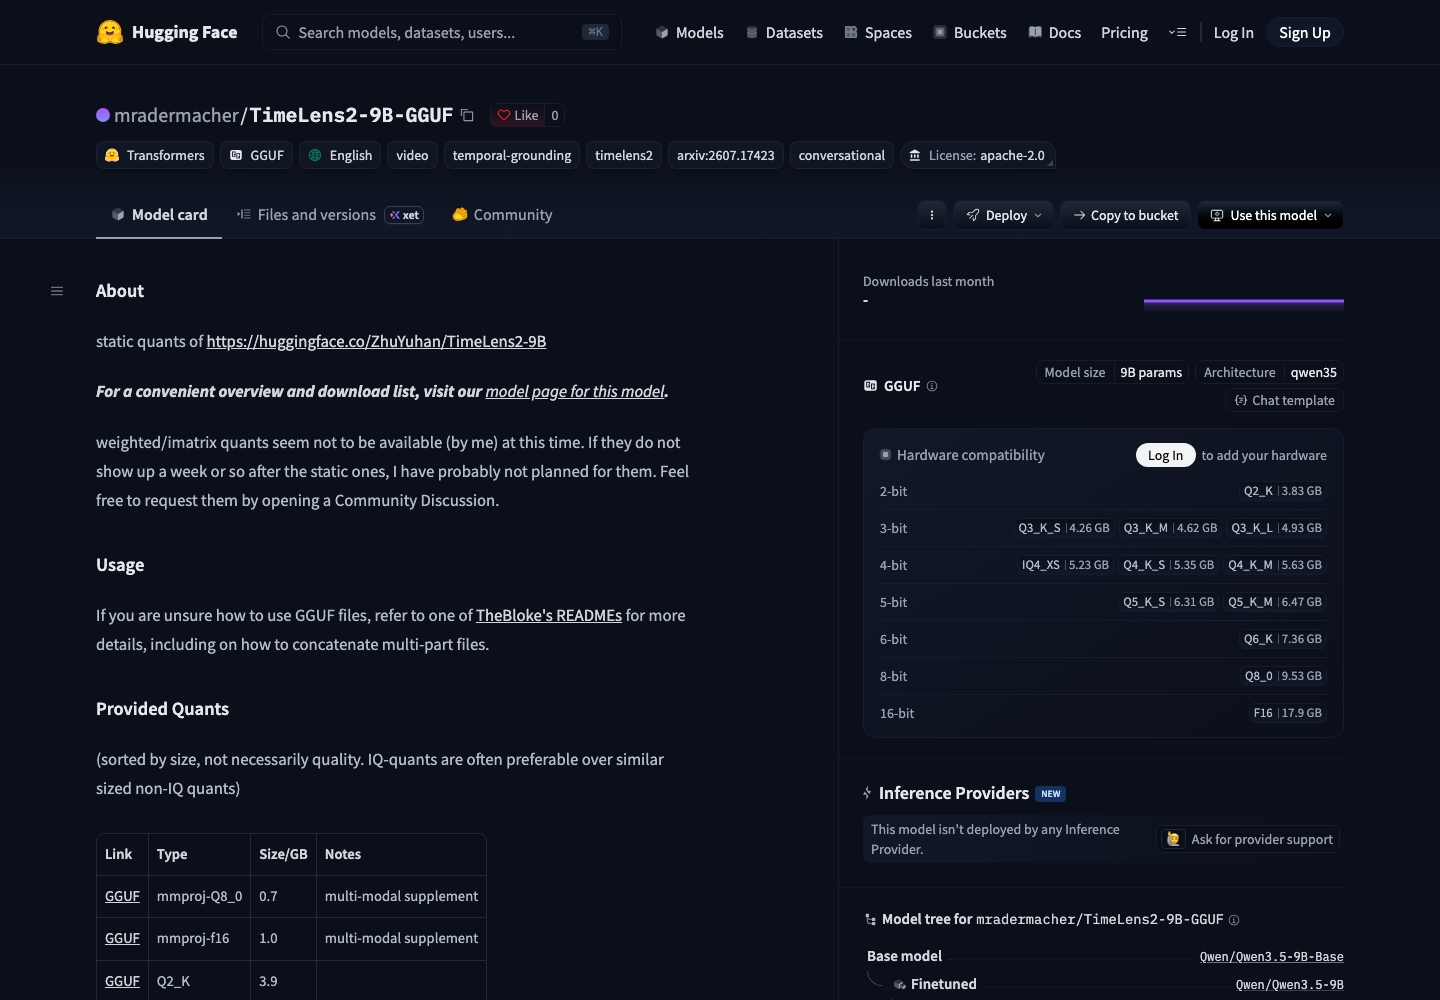 Hugging Face
Search models, datasets, users...
⌘K
Models
Datasets
Spaces
Buckets
Docs
Pricing
Log In
Sign Up
mradermacher/TimeLens2-9B-GGUF
Like
0
Transformers
GGUF
English
video
temporal-grounding
timelens2
arxiv:2607.17423
conversational
License: apache-2.0
Model card
Files and versions
xet
Community
Deploy
Copy to bucket
Use this model
About
static quants of https://huggingface.co/ZhuYuhan/TimeLens2-9B
For a convenient overview and download list, visit our model page for this model.
weighted/imatrix quants seem not to be available (by me) at this time. If they do not
show up a week or so after the static ones, I have probably not planned for them. Feel
free to request them by opening a Community Discussion.
Usage
If you are unsure how to use GGUF files, refer to one of TheBloke's READMEs for more
details, including on how to concatenate multi-part files.
Provided Quants
(sorted by size, not necessarily quality. IQ-quants are often preferable over similar
sized non-IQ quants)
Link Type Size/GB Notes
GGUF mmproj-Q8_0 0.7 multi-modal supplement
GGUF mmproj-f16 1.0 multi-modal supplement
GGUF Q2_K 3.9
Downloads last month
-
GGUF
Model size 9B params
Architecture qwen35
Chat template
Hardware compatibility
Log In to add your hardware
2-bit Q2_K 3.83 GB
3-bit Q3_K_S 4.26 GB Q3_K_M 4.62 GB Q3_K_L 4.93 GB
4-bit IQ4_XS 5.23 GB Q4_K_S 5.35 GB Q4_K_M 5.63 GB
5-bit Q5_K_S 6.31 GB Q5_K_M 6.47 GB
6-bit Q6_K 7.36 GB
8-bit Q8_0 9.53 GB
16-bit F16 17.9 GB
Inference Providers NEW
This model isn't deployed by any Inference
Provider.
Ask for provider support
Model tree for mradermacher/TimeLens2-9B-GGUF
Base model Qwen/Qwen3.5-9B-Base
Finetuned Qwen/Qwen3.5-9B